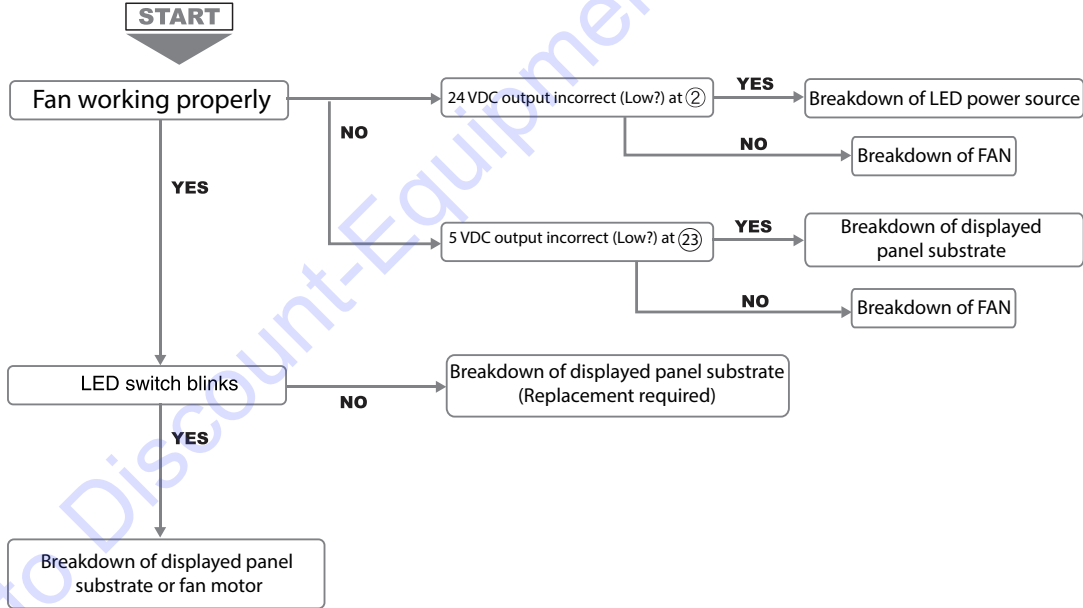 START
Fan working properly
24 VDC output incorrect (Low?) at ②
YES
Breakdown of LED power source
NO
NO
Breakdown of FAN
YES
5 VDC output incorrect (Low?) at ㉓
YES
Breakdown of displayed
panel substrate
NO
Breakdown of FAN
LED switch blinks
NO
Breakdown of displayed panel substrate
(Replacement required)
YES
Breakdown of displayed panel
substrate or fan motor
to Discount-Equipmen